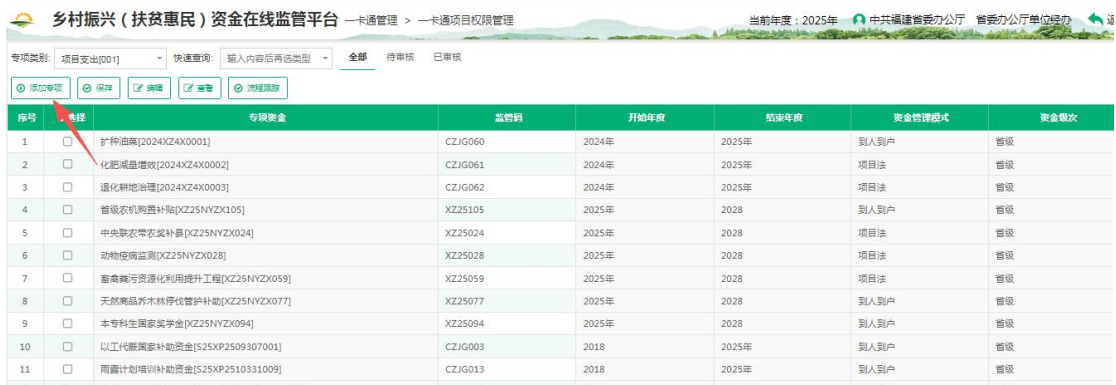 乡村振兴（扶贫惠民）资金在线监管平台 一卡通管理 > 一卡通项目权限管理 当前年度：2025年 中共福建省委办公厅 省委办公厅单位经办
专项类别: 项目支出[001] 快速查询: 输入内容后再选类型 全部 待审核 已审核
添加专项 保存 编辑 查看 流程跟踪
序号 选择 专项资金 监管码 开始年度 结束年度 资金管理模式 资金级次
1 扩种油菜[2024XZ4X0001] CZJG060 2024年 2025年 到人到户 省级
2 化肥减量增效[2024XZ4X0002] CZJG061 2024年 2025年 项目法 省级
3 退化耕地治理[2024XZ4X0003] CZJG062 2024年 2025年 项目法 省级
4 省级农机购置补贴[XZ25NYZX105] XZ25105 2025年 2028 到人到户 省级
5 中央联农带农奖补县[XZ25NYZX024] XZ25024 2025年 2028 项目法 省级
6 动物疫病监测[XZ25NYZX028] XZ25028 2025年 2028 项目法 省级
7 畜禽粪污资源化利用提升工程[XZ25NYZX059] XZ25059 2025年 2028 项目法 省级
8 天然商品乔木林停伐管护补助[XZ25NYZX077] XZ25077 2025年 2028 到人到户 省级
9 本专科生国家奖学金[XZ25NYZX094] XZ25094 2025年 2028 到人到户 省级
10 以工代赈国家补助资金[S25XP2509307001] CZJG003 2018 2025年 到人到户 省级
11 雨露计划培训补助资金[S25XP2510331009] CZJG013 2018 2025年 到人到户 省级